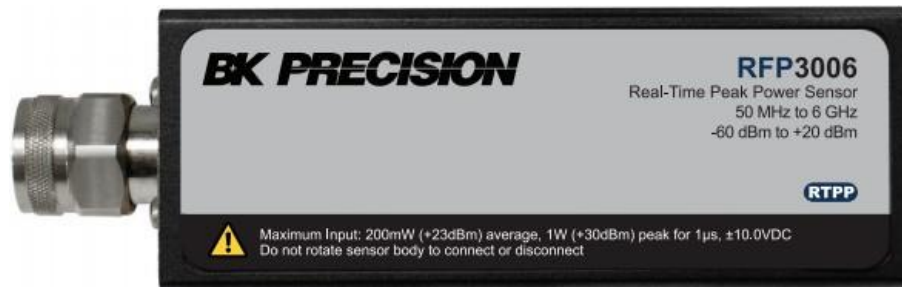 BK PRECISION
RFP3006
Real-Time Peak Power Sensor
50 MHz to 6 GHz
-60 dBm to +20 dBm
RTPP
Maximum Input: 200mW (+23dBm) average, 1W (+30dBm) peak for 1µs, ±10.0VDC
Do not rotate sensor body to connect or disconnect